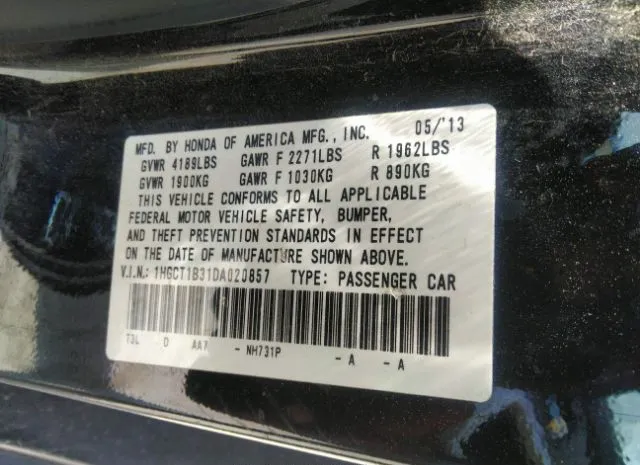 MFD. BY HONDA OF AMERICA MFG., INC. 05/'13
GVWR 4189LBS GAWR F 2271LBS R 1962LBS
GVWR 1900KG GAWR F 1030KG R 890KG
THIS VEHICLE CONFORMS TO ALL APPLICABLE
FEDERAL MOTOR VEHICLE SAFETY, BUMPER,
AND THEFT PREVENTION STANDARDS IN EFFECT
ON THE DATE OF MANUFACTURE SHOWN ABOVE.
V.I.N.: 1HGCT1B31DA020857 TYPE: PASSENGER CAR
T3L D AA7 - NH731P - A - A